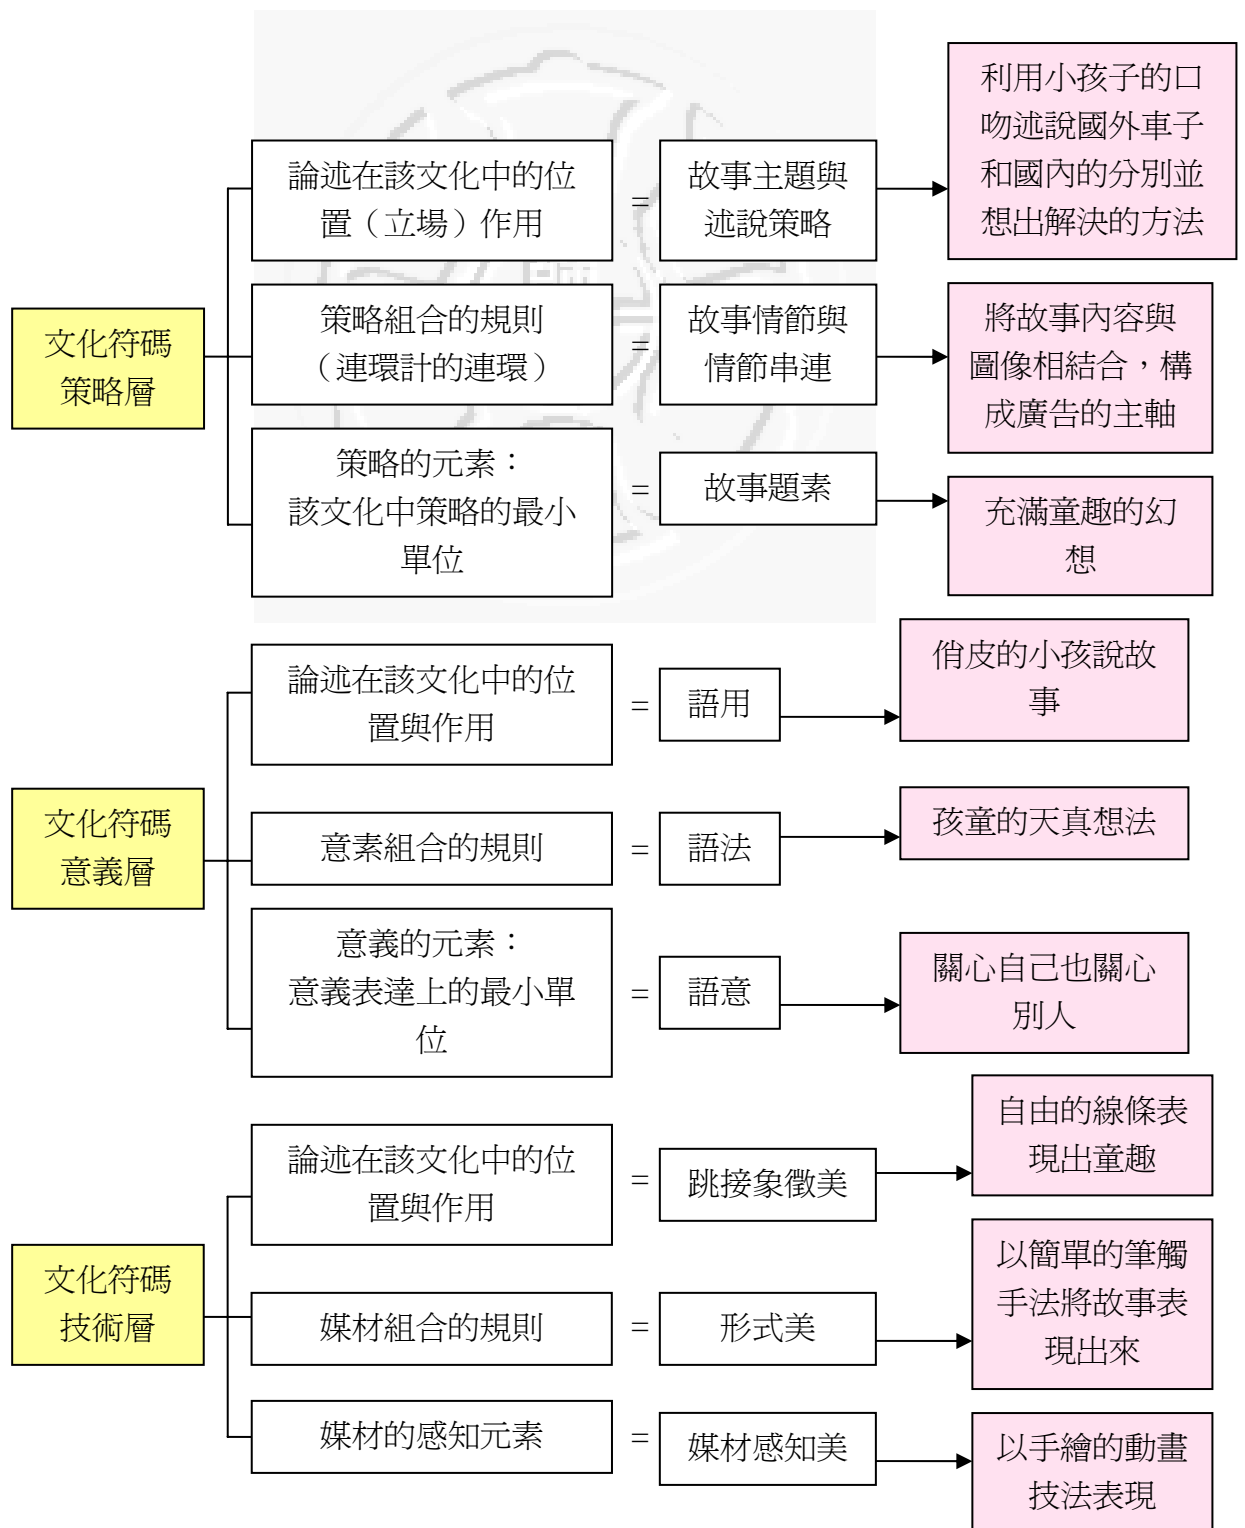 文化符碼
策略層
論述在該文化中的位
置（立場）作用
=
故事主題與
述說策略
利用小孩子的口
吻述說國外車子
和國內的分別並
想出解決的方法
策略組合的規則
（連環計的連環）
=
故事情節與
情節串連
將故事內容與
圖像相結合，構
成廣告的主軸
策略的元素：
該文化中策略的最小
單位
=
故事題素
充滿童趣的幻
想
文化符碼
意義層
論述在該文化中的位
置與作用
=
語用
俏皮的小孩說故
事
意素組合的規則
=
語法
孩童的天真想法
意義的元素：
意義表達上的最小單
位
=
語意
關心自己也關心
別人
文化符碼
技術層
論述在該文化中的位
置與作用
=
跳接象徵美
自由的線條表
現出童趣
媒材組合的規則
=
形式美
以簡單的筆觸
手法將故事表
現出來
媒材的感知元素
=
媒材感知美
以手繪的動畫
技法表現